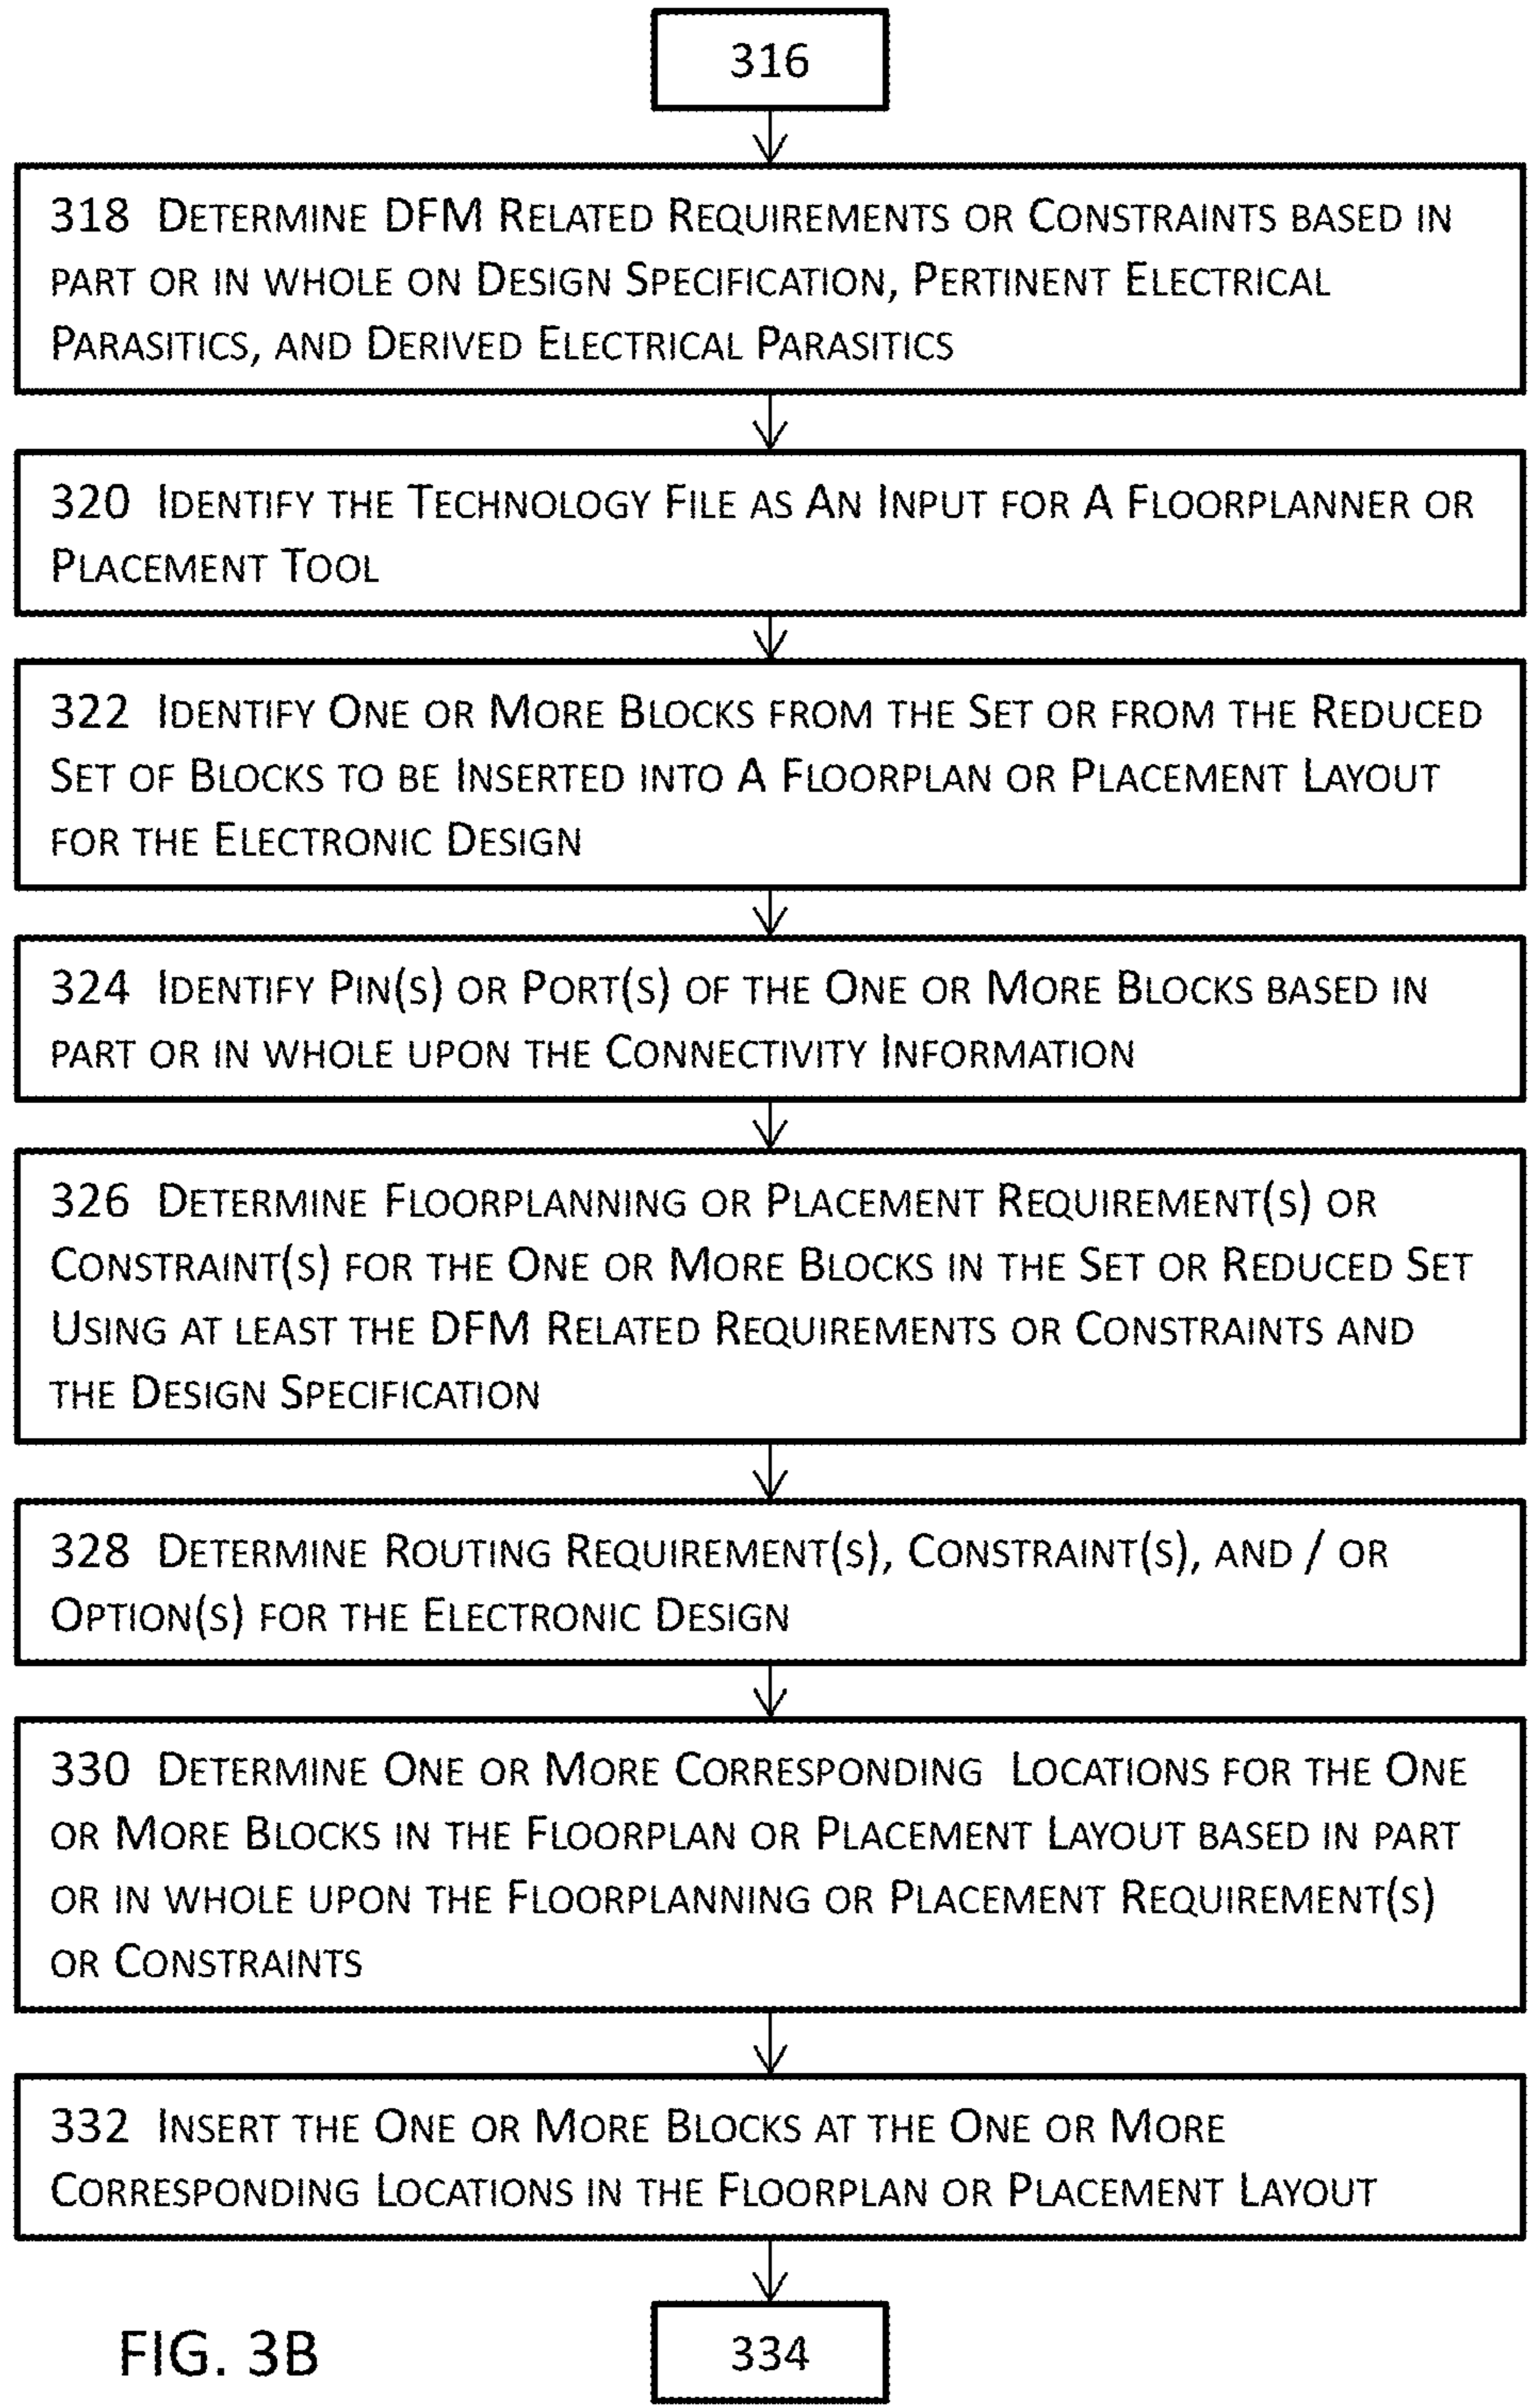 316
318 Determine DFM Related Requirements or Constraints based in
part or in whole on Design Specification, Pertinent Electrical
Parasitics, and Derived Electrical Parasitics
320 Identify the Technology File as An Input for A Floorplanner or
Placement Tool
322 Identify One or More Blocks from the Set or from the Reduced
Set of Blocks to be Inserted into A Floorplan or Placement Layout
for the Electronic Design
324 Identify Pin(s) or Port(s) of the One or More Blocks based in
part or in whole upon the Connectivity Information
326 Determine Floorplanning or Placement Requirement(s) or
Constraint(s) for the One or More Blocks in the Set or Reduced Set
Using at least the DFM Related Requirements or Constraints and
the Design Specification
328 Determine Routing Requirement(s), Constraint(s), and / or
Option(s) for the Electronic Design
330 Determine One or More Corresponding Locations for the One
or More Blocks in the Floorplan or Placement Layout based in part
or in whole upon the Floorplanning or Placement Requirement(s)
or Constraints
332 Insert the One or More Blocks at the One or More
Corresponding Locations in the Floorplan or Placement Layout
334
FIG. 3B